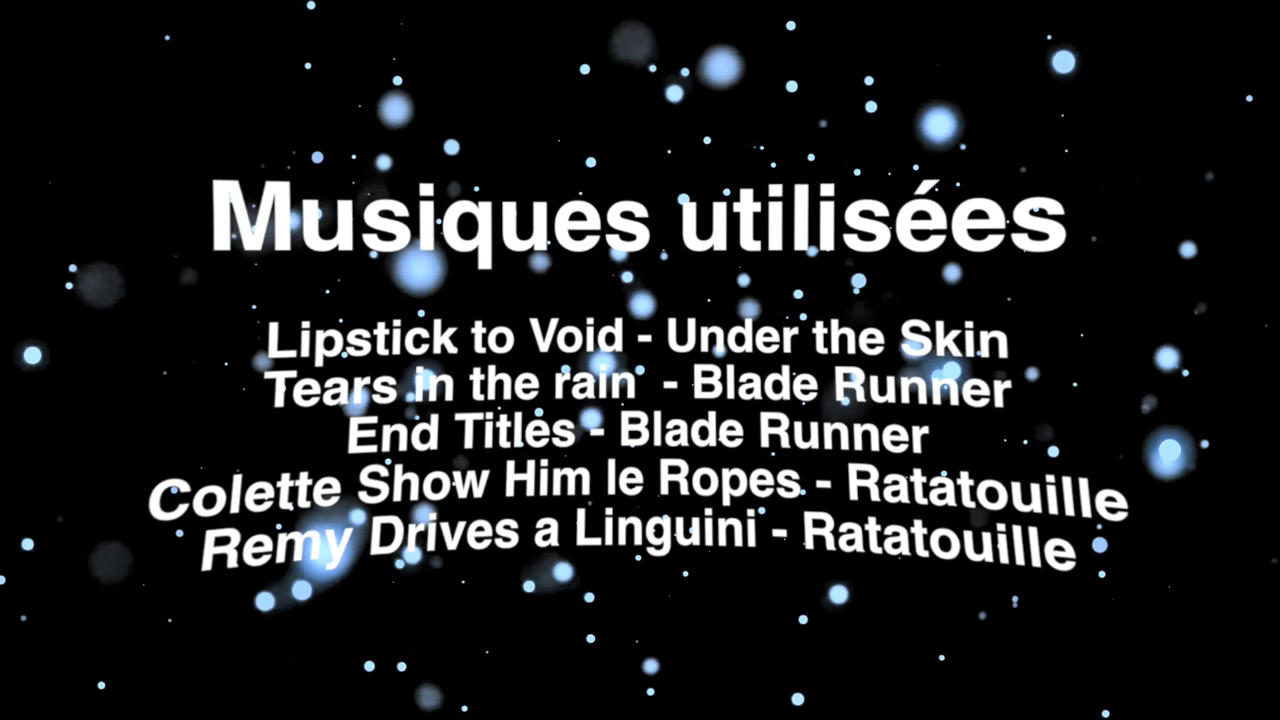 Musiques utilisées
Lipstick to Void - Under the Skin
Tears in the rain - Blade Runner
End Titles - Blade Runner
Colette Show Him le Ropes - Ratatouille
Remy Drives a Linguini - Ratatouille